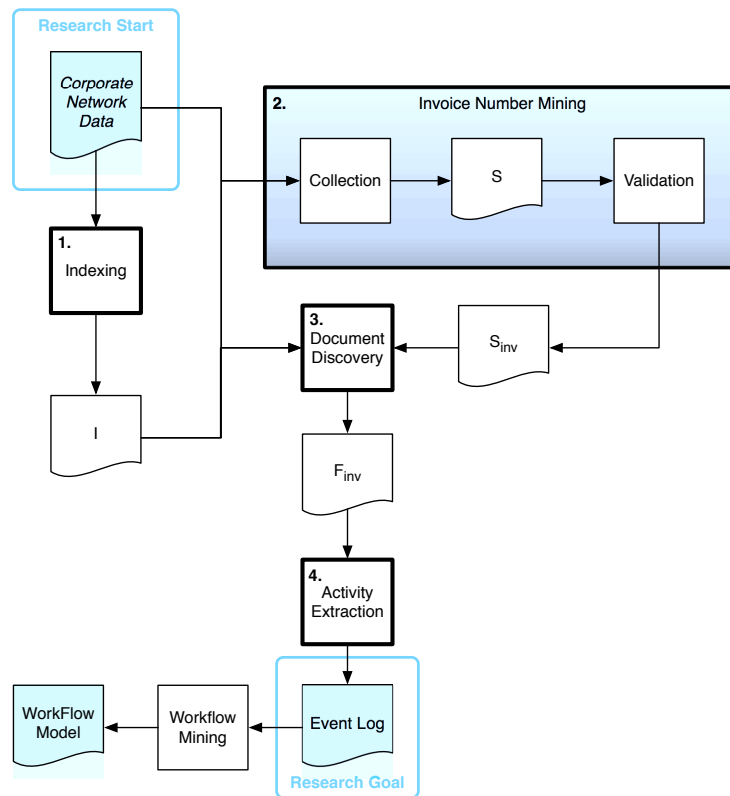 Research Start
Corporate
Network
Data
2.
Invoice Number Mining
Collection
S
Validation
1.
Indexing
3.
Document
Discovery
Sinv
I
Finv
4.
Activity
Extraction
WorkFlow
Model
Workflow
Mining
Event Log
Research Goal